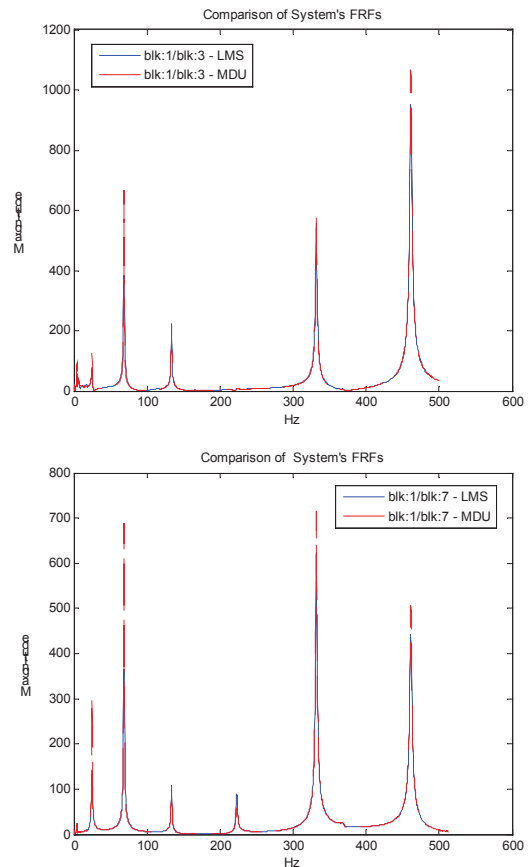 Comparison of System's FRFs
1200
1000
800
600
400
200
0
Magnitude
blk:1/blk:3 - LMS
blk:1/blk:3 - MDU
0 100 200 300 400 500 600
Hz
Comparison of System's FRFs
800
700
600
500
400
300
200
100
0
Magnitude
blk:1/blk:7 - LMS
blk:1/blk:7 - MDU
0 100 200 300 400 500 600
Hz